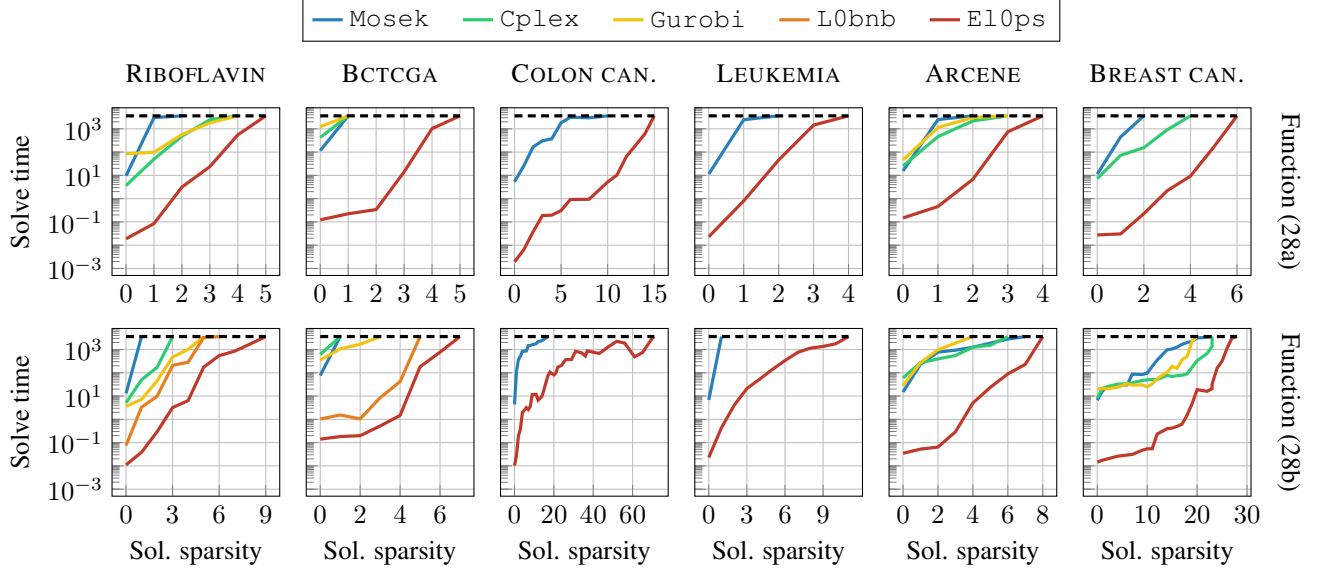 Mosek Cplex Gurobi L0bnb El0ps
RIBOFLAVIN BCTCGA COLON CAN. LEUKEMIA ARCENE BREAST CAN.
Solve time
10^3
10^1
10^−1
10^−3
0 1 2 3 4 5 0 1 2 3 4 5 0 5 10 15 0 1 2 3 4 0 1 2 3 4 0 2 4 6
Function (28a)
Solve time
10^3
10^1
10^−1
10^−3
0 3 6 9 0 2 4 6 0 20 40 60 0 3 6 9 0 2 4 6 8 0 10 20 30
Function (28b)
Sol. sparsity Sol. sparsity Sol. sparsity Sol. sparsity Sol. sparsity Sol. sparsity